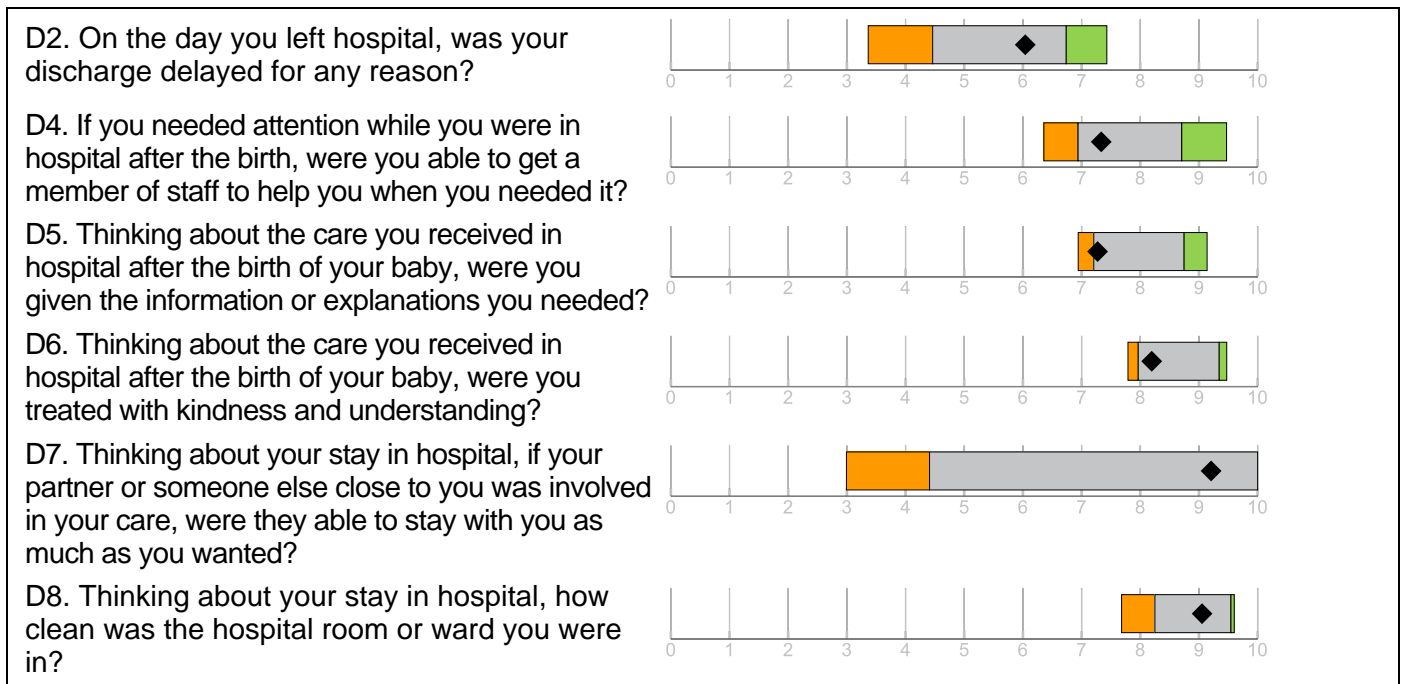 D2. On the day you left hospital, was your
discharge delayed for any reason?
0 1 2 3 4 5 6 7 8 9 10
D4. If you needed attention while you were in
hospital after the birth, were you able to get a
member of staff to help you when you needed it?
0 1 2 3 4 5 6 7 8 9 10
D5. Thinking about the care you received in
hospital after the birth of your baby, were you
given the information or explanations you needed?
0 1 2 3 4 5 6 7 8 9 10
D6. Thinking about the care you received in
hospital after the birth of your baby, were you
treated with kindness and understanding?
0 1 2 3 4 5 6 7 8 9 10
D7. Thinking about your stay in hospital, if your
partner or someone else close to you was involved
in your care, were they able to stay with you as
much as you wanted?
0 1 2 3 4 5 6 7 8 9 10
D8. Thinking about your stay in hospital, how
clean was the hospital room or ward you were
in?
0 1 2 3 4 5 6 7 8 9 10